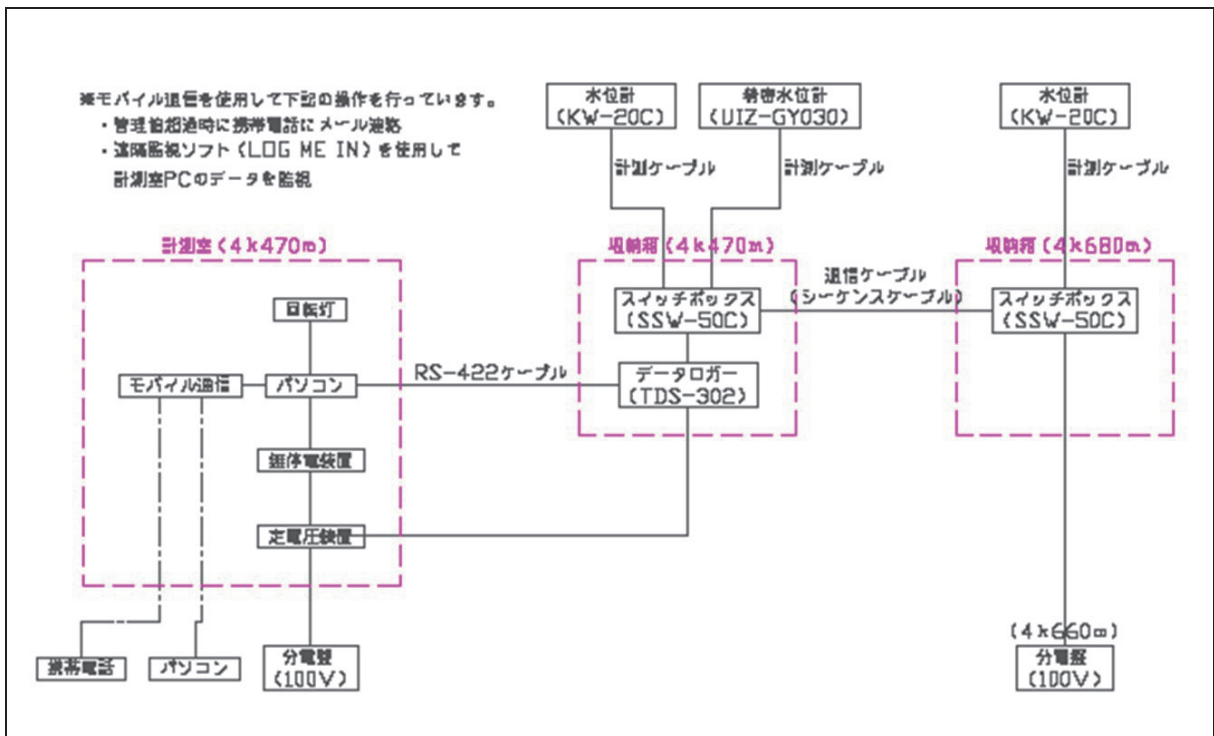 ※モバイル通信を使用して下記の操作を行っています。
・管理値超過時に携帯電話にメール連絡
・遠隔監視ソフト(LOG ME IN)を使用して
計測室PCのデータを監視
水位計
(KW-20C)
精密水位計
(UIZ-GY030)
水位計
(KW-20C)
計測ケーブル
計測ケーブル
計測ケーブル
計測室(4k470m)
収納箱(4k470m)
収納箱(4k680m)
通信ケーブル
(シーケンスケーブル)
スイッチボックス
(SSW-50C)
スイッチボックス
(SSW-50C)
回転灯
モバイル通信
パソコン
RS-422ケーブル
データロガー
(TDS-302)
無停電装置
定電圧装置
携帯電話
パソコン
分電盤
(100V)
(4k660m)
分電盤
(100V)